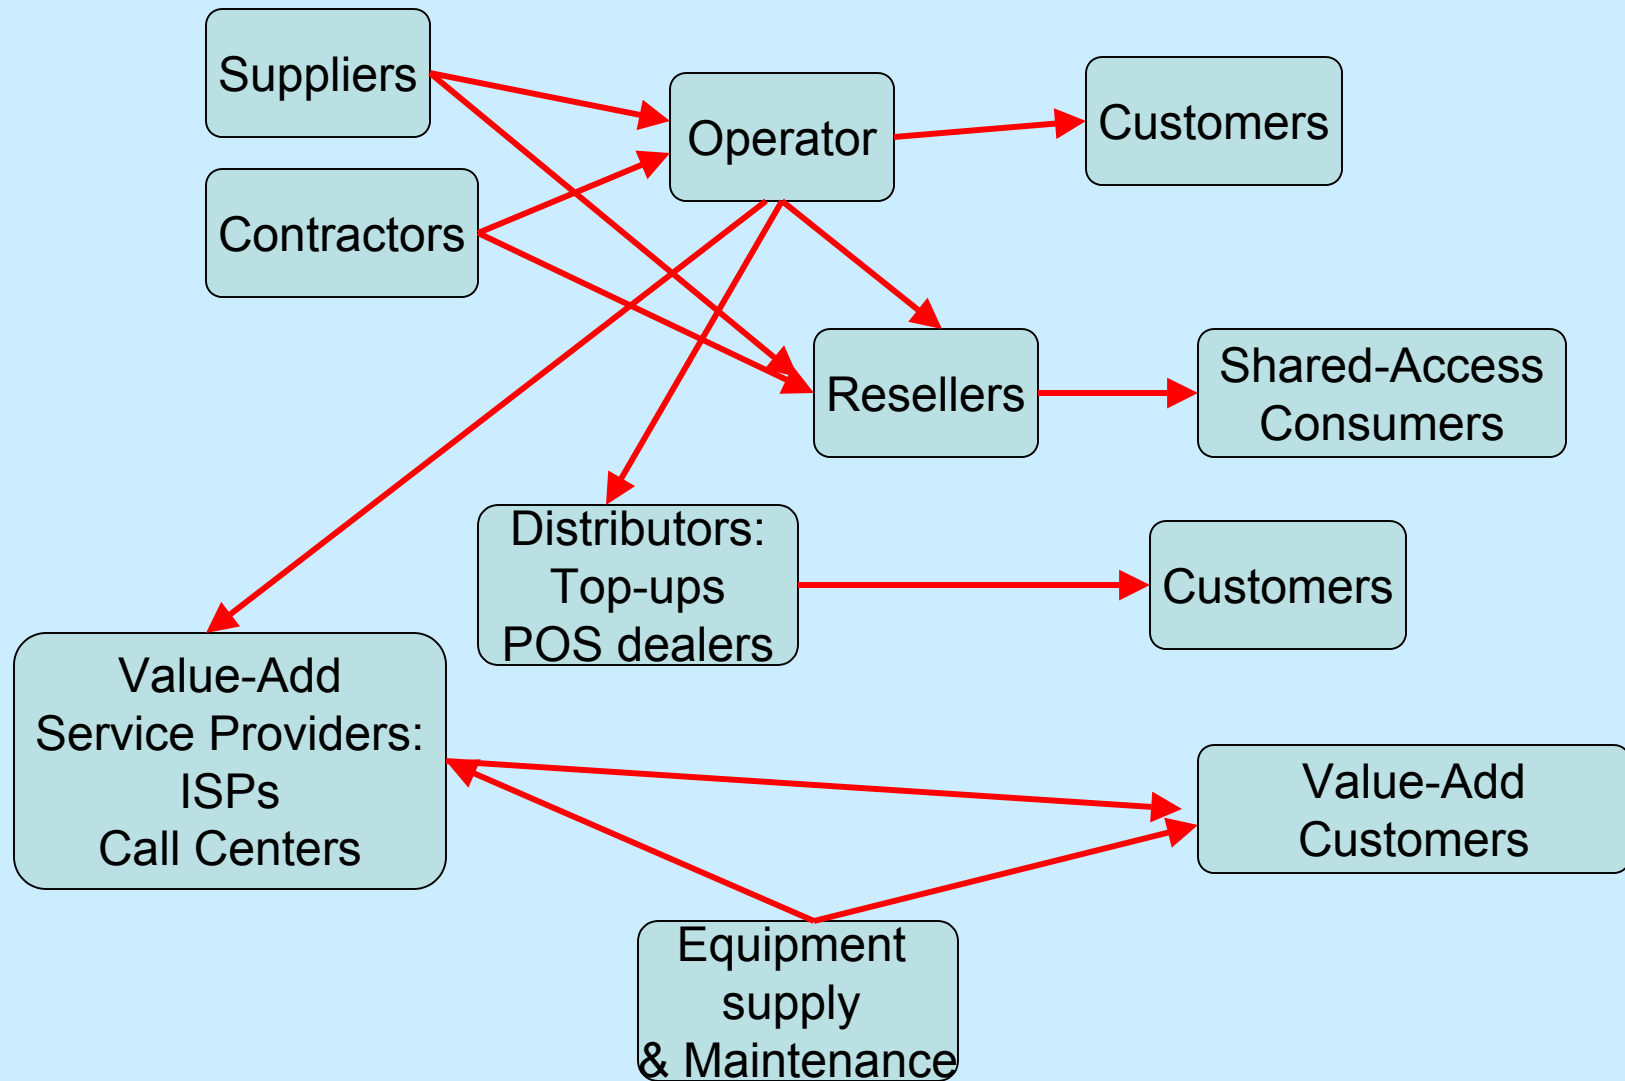 Suppliers
Operator
Customers
Contractors
Resellers
Shared-Access
Consumers
Distributors:
Top-ups
POS dealers
Customers
Value-Add
Service Providers:
ISPs
Call Centers
Value-Add
Customers
Equipment
supply
& Maintenance